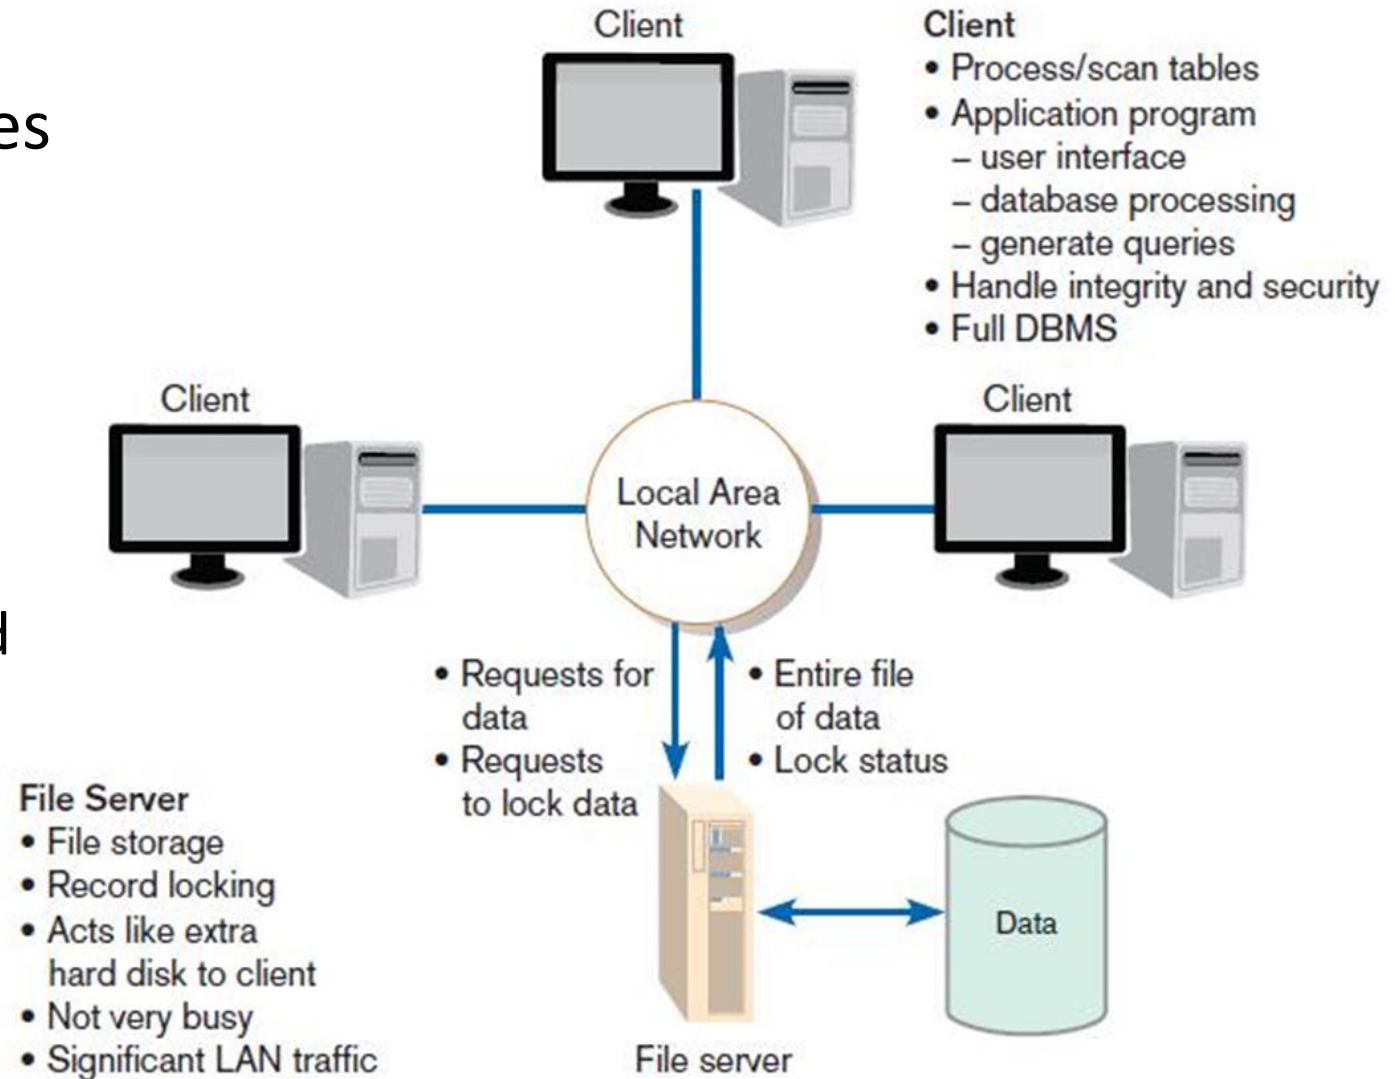 Client
Client
• Process/scan tables
• Application program
– user interface
– database processing
– generate queries
• Handle integrity and security
• Full DBMS
es
Client
Client
Local Area
Network
d
• Requests for
data
• Requests
to lock data
• Entire file
of data
• Lock status
File Server
• File storage
• Record locking
• Acts like extra
hard disk to client
• Not very busy
• Significant LAN traffic
Data
File server